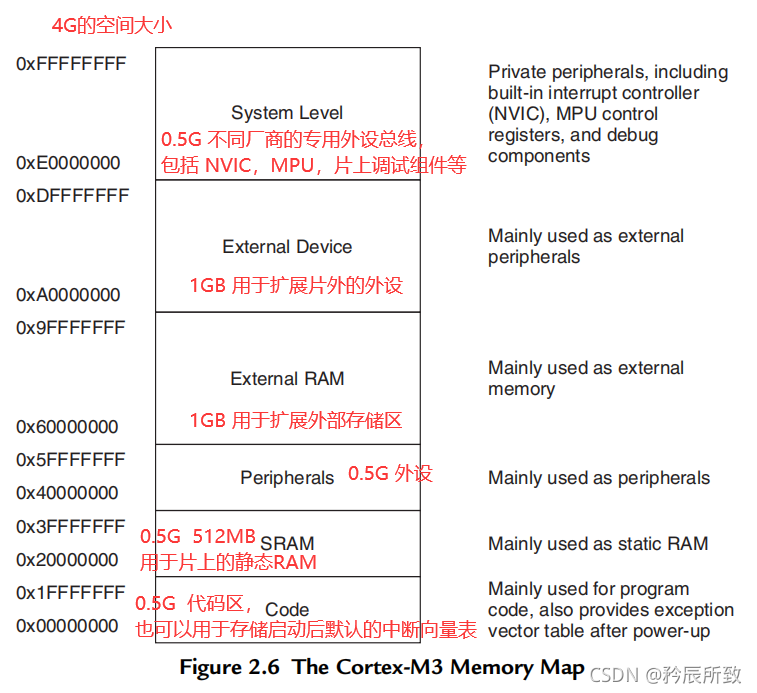 4G的空间大小
0xFFFFFFFF
System Level
0.5G 不同厂商的专用外设总线，
包括 NVIC，MPU，片上调试组件等
0xE0000000
Private peripherals, including
built-in interrupt controller
(NVIC), MPU control
registers, and debug
components
0xDFFFFFFF
External Device
1GB 用于扩展片外的外设
0xA0000000
Mainly used as external
peripherals
0x9FFFFFFF
External RAM
1GB 用于扩展外部存储区
0x60000000
Mainly used as external
memory
0x5FFFFFFF
Peripherals 0.5G 外设
0x40000000
Mainly used as peripherals
0x3FFFFFFF
0.5G 512MB
SRAM
用于片上的静态RAM
0x20000000
Mainly used as static RAM
0x1FFFFFFF
0.5G 代码区，
Code
也可以用于存储启动后默认的中断向量表
0x00000000
Mainly used for program
code, also provides exception
vector table after power-up
Figure 2.6 The Cortex-M3 Memory Map
CSDN @矜辰所致